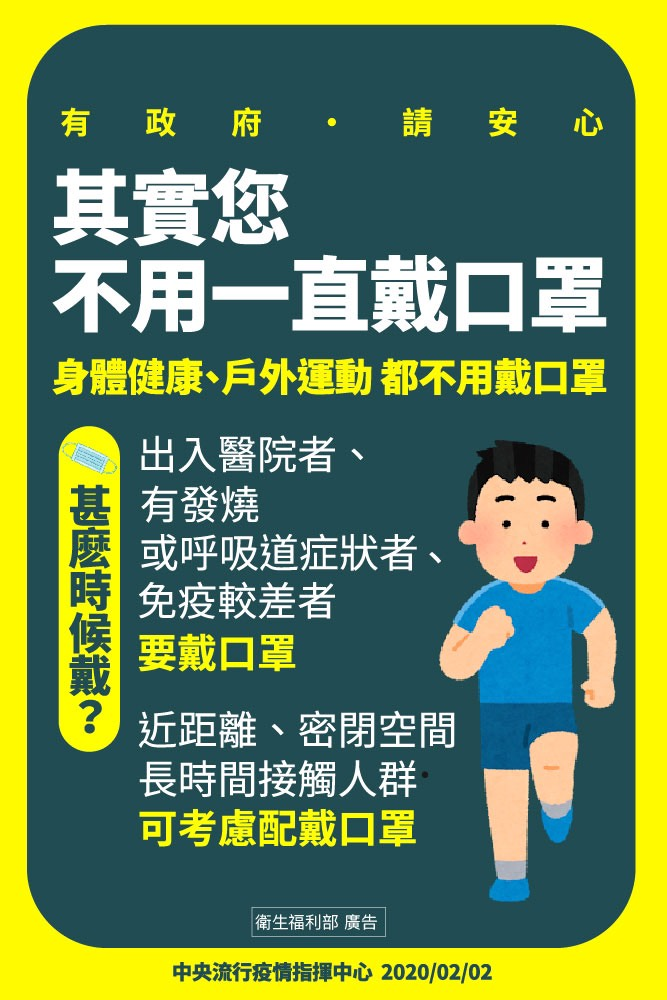 有政府・請安心
其實您
不用一直戴口罩
身體健康、戶外運動 都不用戴口罩
甚麼時候戴？
出入醫院者、
有發燒
或呼吸道症狀者、
免疫較差者
要戴口罩
近距離、密閉空間
長時間接觸人群
可考慮配戴口罩
衛生福利部 廣告
中央流行疫情指揮中心 2020/02/02